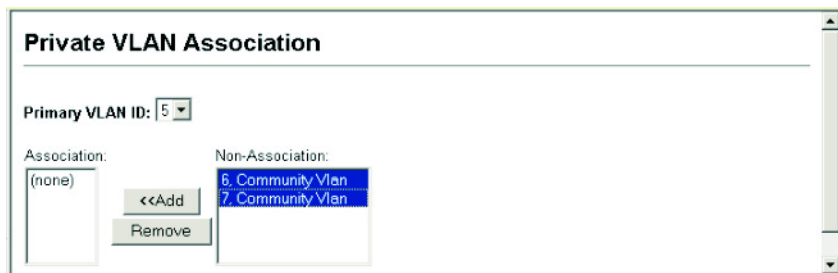 Private VLAN Association
Primary VLAN ID: 5
Association:
Non-Association:
(none)
6, Community Vlan
7, Community Vlan
<<Add
Remove